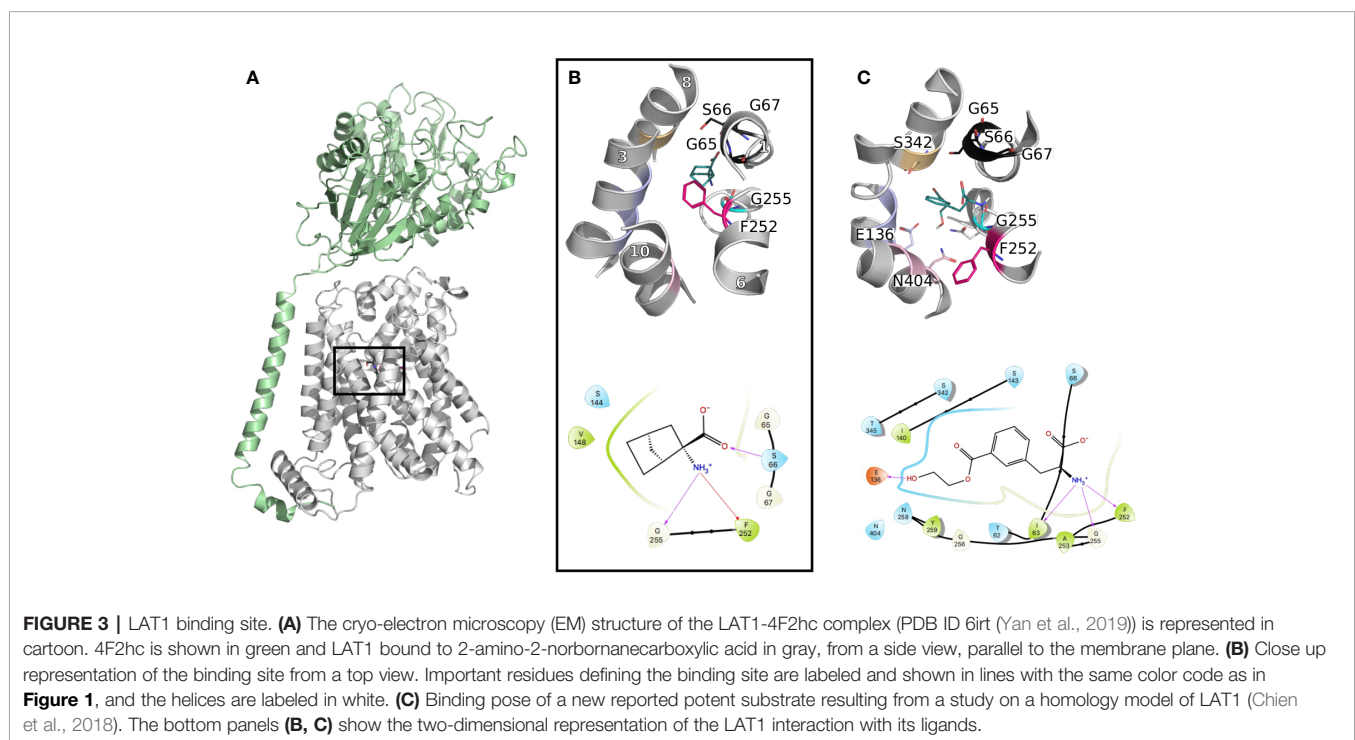 A
B
C
8
S66
G67
3
G65
1
G255
F252
10
6
G65
S342
S66
G67
E136
G255
F252
N404
S
144
V
148
O
O⁻
NH₃⁺
G
65
S
66
G
67
G
255
F
252
S
342
S
143
S
66
T
345
I
140
O
O
O⁻
E
136
HO
O
NH₃⁺
N
404
N
258
Y
259
G
256
T
62
I
63
A
253
G
255
F
252
FIGURE 3 | LAT1 binding site. (A) The cryo-electron microscopy (EM) structure of the LAT1-4F2hc complex (PDB ID 6irt (Yan et al., 2019)) is represented in
cartoon. 4F2hc is shown in green and LAT1 bound to 2-amino-2-norbornanecarboxylic acid in gray, from a side view, parallel to the membrane plane. (B) Close up
representation of the binding site from a top view. Important residues defining the binding site are labeled and shown in lines with the same color code as in
Figure 1, and the helices are labeled in white. (C) Binding pose of a new reported potent substrate resulting from a study on a homology model of LAT1 (Chien
et al., 2018). The bottom panels (B, C) show the two-dimensional representation of the LAT1 interaction with its ligands.